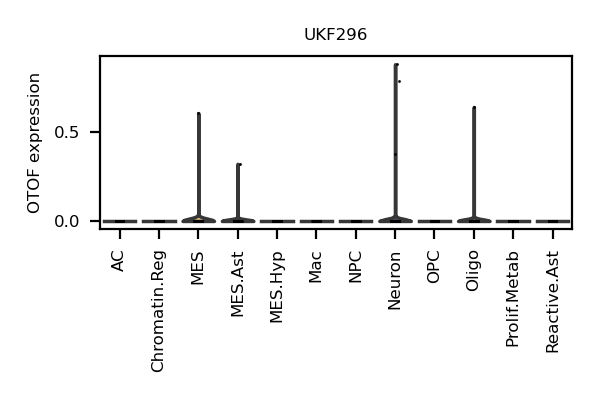 UKF296
OTOF expression
0.5
0.0
AC
Chromatin.Reg
MES
MES.Ast
MES.Hyp
Mac
NPC
Neuron
OPC
Oligo
Prolif.Metab
Reactive.Ast